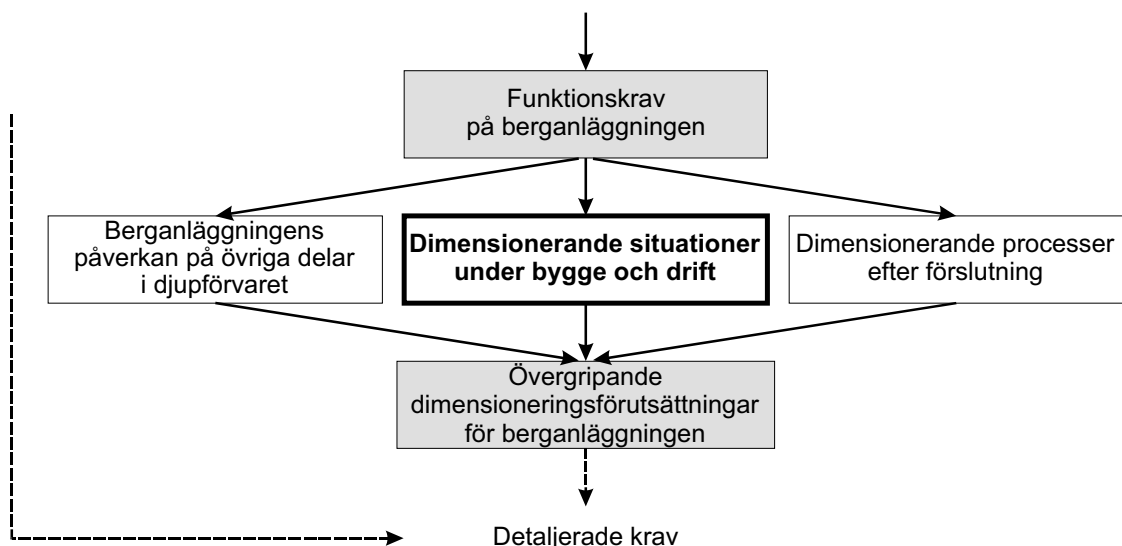 Funktionskrav
på berganläggningen
Berganläggningens
påverkan på övriga delar
i djupförvaret
Dimensionerande situationer
under bygge och drift
Dimensionerande processer
efter förslutning
Övergripande
dimensioneringsförutsättningar
för berganläggningen
Detaljerade krav